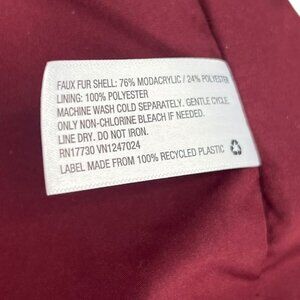 FAUX FUR SHELL: 76% MODACRYLIC / 24% POLYESTER
LINING: 100% POLYESTER
MACHINE WASH COLD SEPARATELY. GENTLE CYCLE.
ONLY NON-CHLORINE BLEACH IF NEEDED.
LINE DRY. DO NOT IRON.
RN17730 VN1247024
LABEL MADE FROM 100% RECYCLED PLASTIC